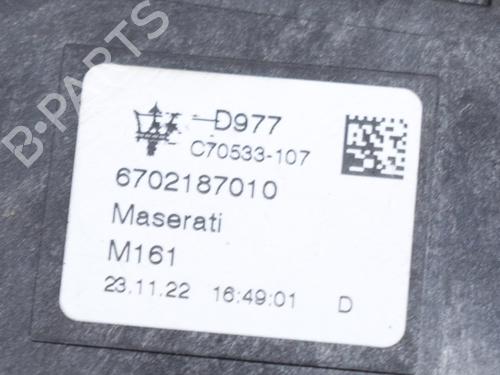 B-PARTS
D977
C70533-107
6702187010
Maserati
M161
23.11.22 16:49:01 D